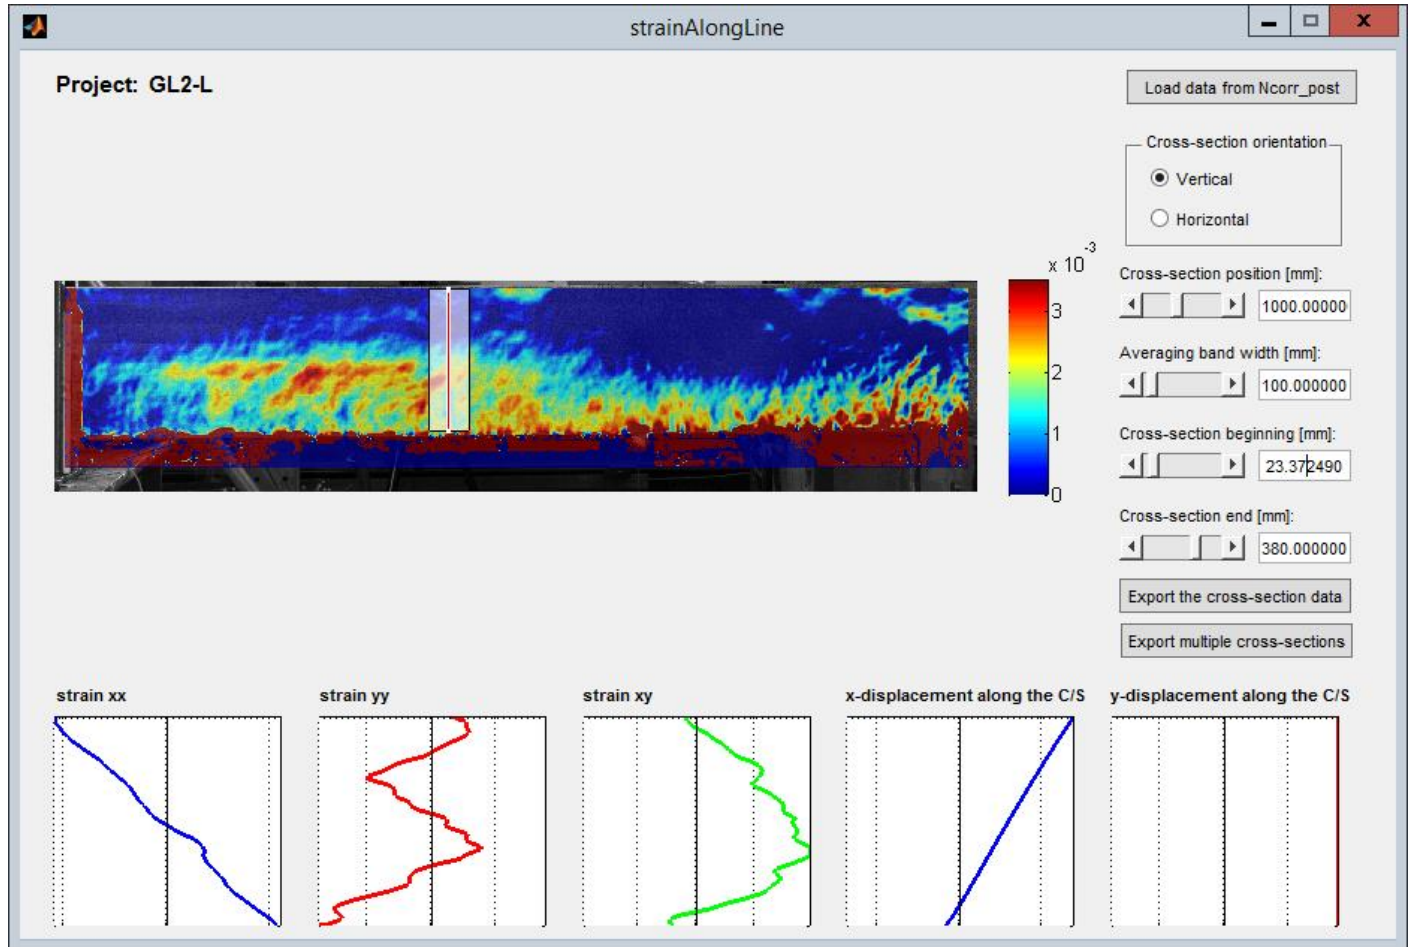 strainAlongLine
Project: GL2-L
Load data from Ncorr_post
Cross-section orientation
Vertical
Horizontal
x 10
-3
3
2
1
0
Cross-section position [mm]:
1000.00000
Averaging band width [mm]:
100.000000
Cross-section beginning [mm]:
23.372490
Cross-section end [mm]:
380.000000
Export the cross-section data
Export multiple cross-sections
strain xx
strain yy
strain xy
x-displacement along the C/S
y-displacement along the C/S